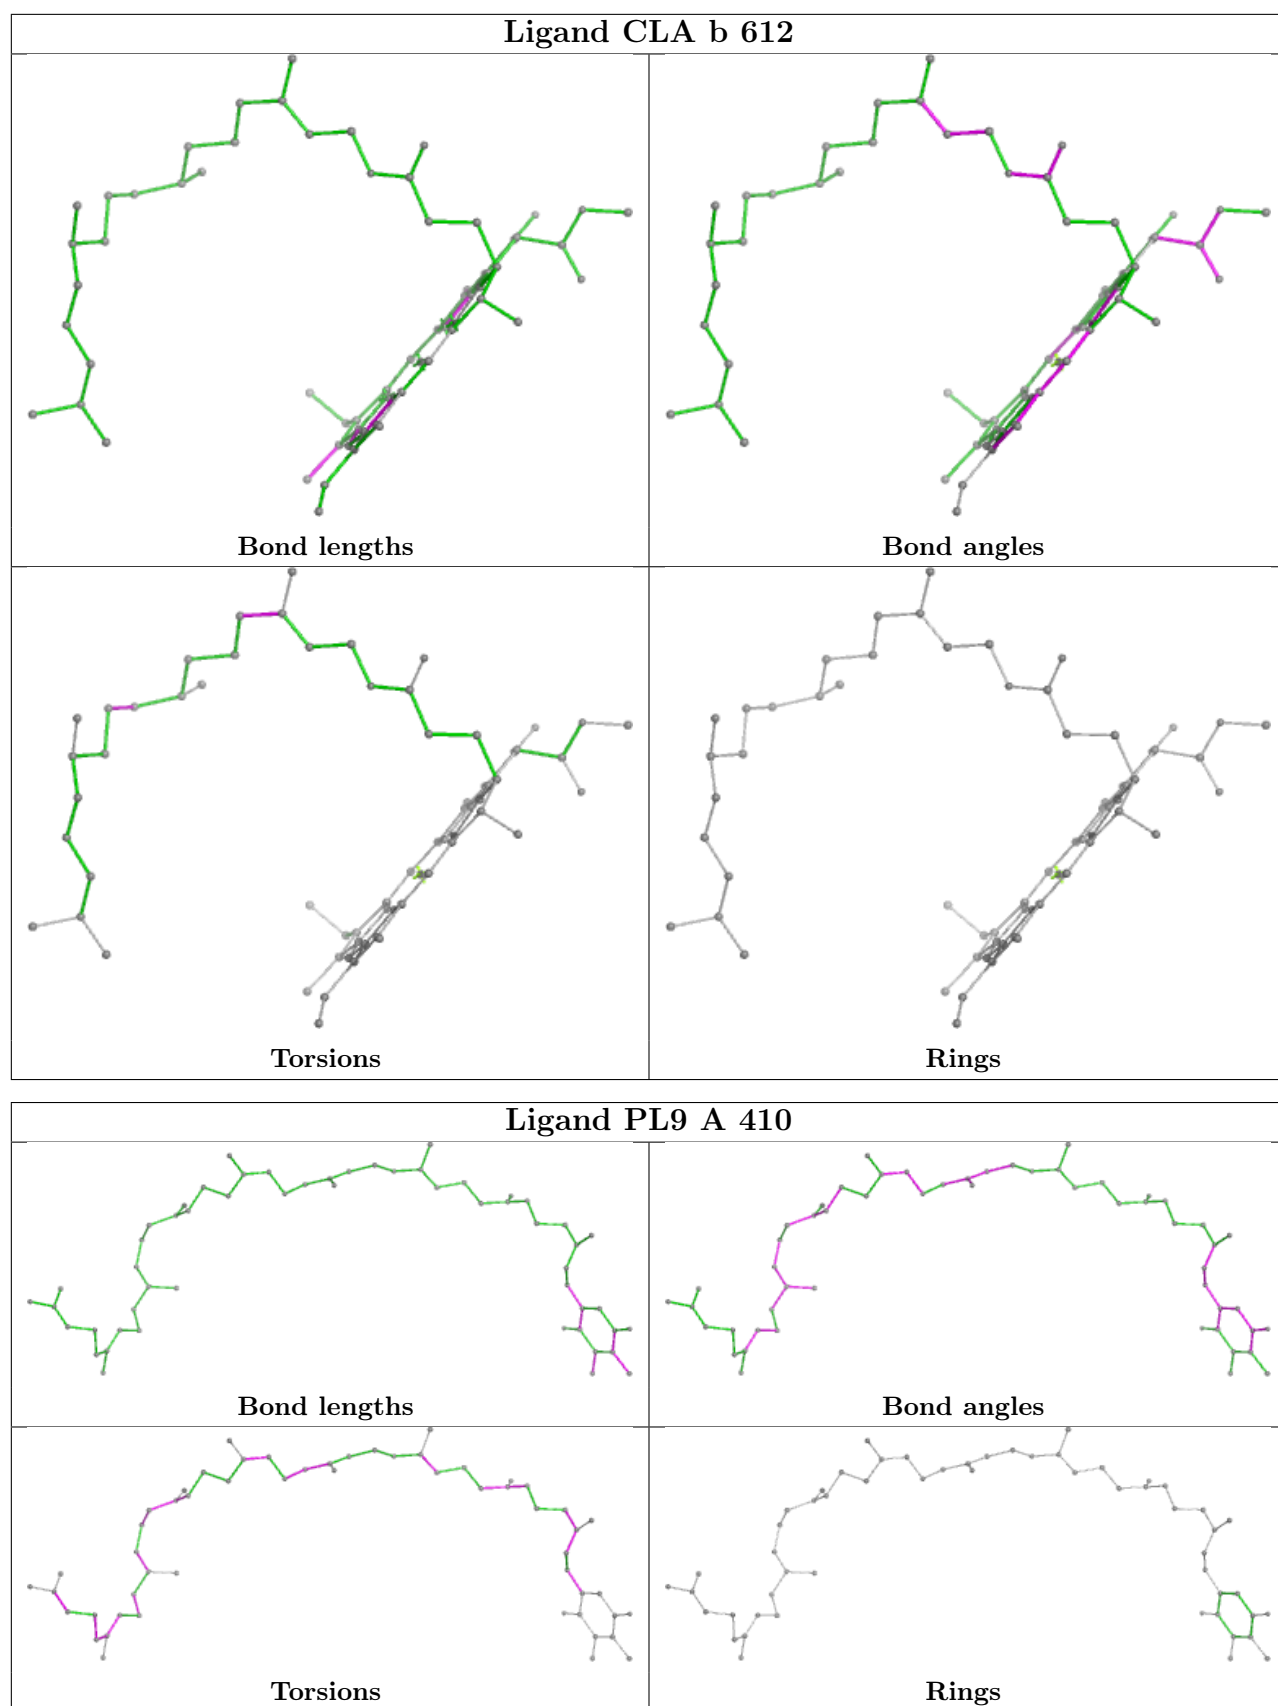 Ligand CLA b 612
Bond lengths
Bond angles
Torsions
Rings
Ligand PL9 A 410
Bond lengths
Bond angles
Torsions
Rings